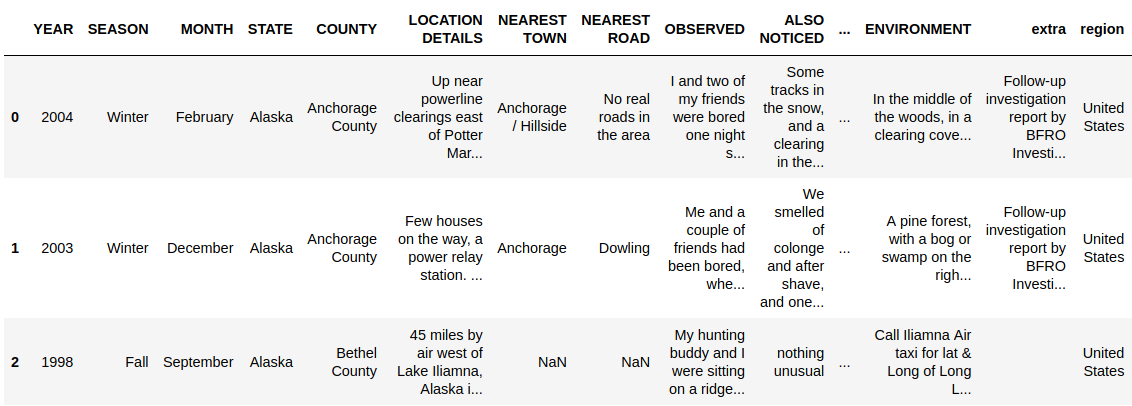 YEAR SEASON MONTH STATE COUNTY LOCATION DETAILS NEAREST TOWN NEAREST ROAD OBSERVED ALSO NOTICED ... ENVIRONMENT extra region
0 2004 Winter February Alaska Anchorage County Up near powerline clearings east of Potter Mar... Anchorage / Hillside No real roads in the area I and two of my friends were bored one night s... Some tracks in the snow, and a clearing in the... ... In the middle of the woods, in a clearing cove... Follow-up investigation report by BFRO Investi... United States
1 2003 Winter December Alaska Anchorage County Few houses on the way, a power relay station. ... Anchorage Dowling Me and a couple of friends had been bored, whe... We smelled of colonge and after shave, and one... ... A pine forest, with a bog or swamp on the righ... Follow-up investigation report by BFRO Investi... United States
2 1998 Fall September Alaska Bethel County 45 miles by air west of Lake Iliamna, Alaska i... NaN NaN My hunting buddy and I were sitting on a ridge... nothing unusual ... Call Iliamna Air taxi for lat & Long of Long L... United States